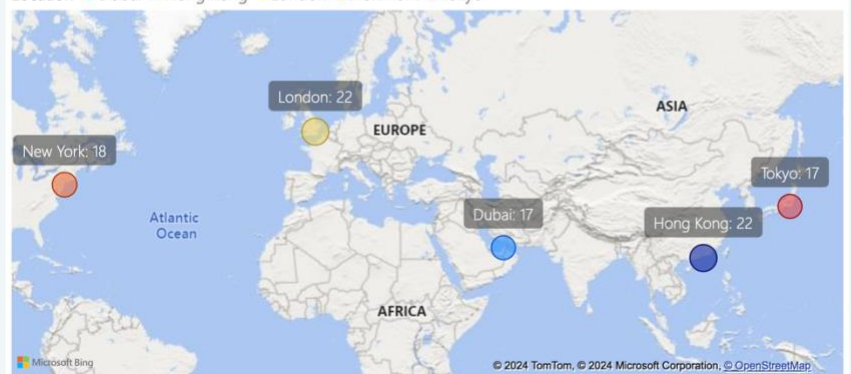 London: 22
ASIA
EUROPE
New York: 18
Tokyo: 17
Atlantic
Ocean
Dubai: 17
Hong Kong: 22
AFRICA
Microsoft Bing
© 2024 TomTom, © 2024 Microsoft Corporation, © OpenStreetMap